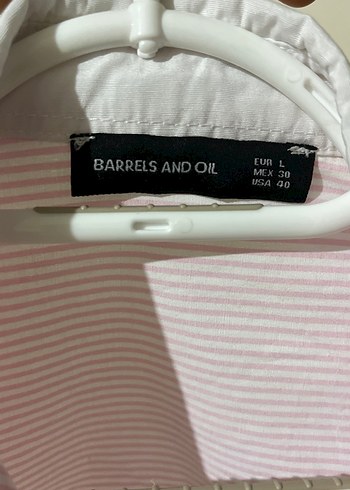 BARRELS AND OIL
EUR L
MEX 30
USA 40